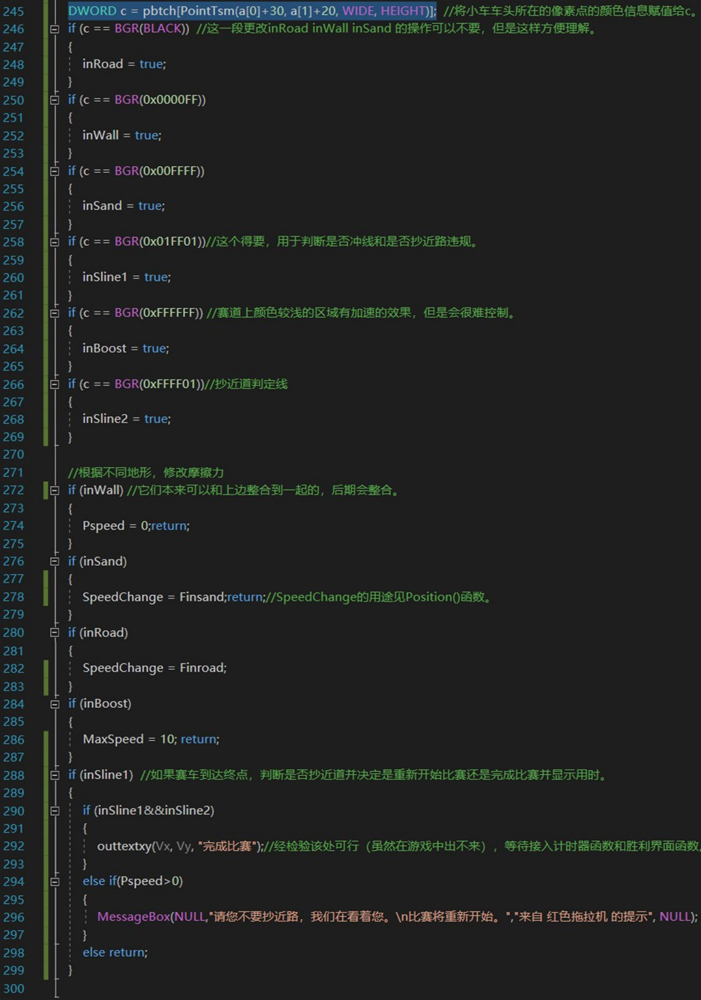 245 DWORD c = pbtch[PointTsm(a[0]+30, a[1]+20, WIDE, HEIGHT)]; //将小车车头所在的像素点的颜色信息赋值给c。
246 if (c == BGR(BLACK)) //这一段更改inRoad inWall inSand 的操作可以不要，但是这样方便理解。
247 {
248 inRoad = true;
249 }
250 if (c == BGR(0x0000FF))
251 {
252 inWall = true;
253 }
254 if (c == BGR(0x00FFFF))
255 {
256 inSand = true;
257 }
258 if (c == BGR(0x01FF01))//这个得要，用于判断是否冲线和是否抄近路违规。
259 {
260 inSline1 = true;
261 }
262 if (c == BGR(0xFFFFFF)) //赛道上颜色较浅的区域有加速的效果，但是会很难控制。
263 {
264 inBoost = true;
265 }
266 if (c == BGR(0xFFFF01))//抄近道判定线
267 {
268 inSline2 = true;
269 }
270
271 //根据不同地形，修改摩擦力
272 if (inWall) //它们本来可以和上边整合到一起的，后期会整合。
273 {
274 Pspeed = 0;return;
275 }
276 if (inSand)
277 {
278 SpeedChange = Finsand;return;//SpeedChange的用途见Position()函数。
279 }
280 if (inRoad)
281 {
282 SpeedChange = Finroad;
283 }
284 if (inBoost)
285 {
286 MaxSpeed = 10; return;
287 }
288 if (inSline1) //如果赛车到达终点，判断是否抄近道并决定是重新开始比赛还是完成比赛并显示用时。
289 {
290 if (inSline1&&inSline2)
291 {
292 outtextxy(Vx, Vy, "完成比赛");//经检验该处可行（虽然在游戏中出不来），等待接入计时器函数和胜利界面函数。
293 }
294 else if(Pspeed>0)
295 {
296 MessageBox(NULL,"请您不要抄近路，我们在看着您。\n比赛将重新开始。","来自 红色拖拉机 的提示", NULL);
297 }
298 else return;
299 }
300